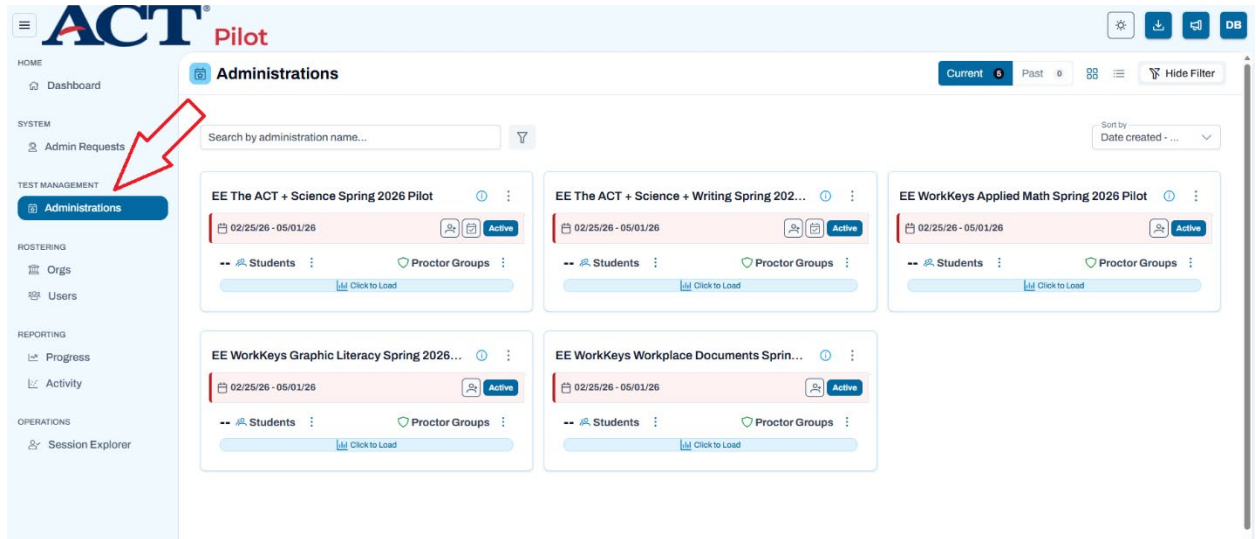 ACT® Pilot
DB
HOME
Dashboard
SYSTEM
Admin Requests
TEST MANAGEMENT
Administrations
ROSTERING
Orgs
Users
REPORTING
Progress
Activity
OPERATIONS
Session Explorer
Administrations
Current 5 Past 0 Hide Filter
Search by administration name...
Sort by
Date created - ...
EE The ACT + Science Spring 2026 Pilot
02/25/26 - 05/01/26 Active
-- Students Proctor Groups
Click to Load
EE The ACT + Science + Writing Spring 202...
02/25/26 - 05/01/26 Active
-- Students Proctor Groups
Click to Load
EE WorkKeys Applied Math Spring 2026 Pilot
02/25/26 - 05/01/26 Active
-- Students Proctor Groups
Click to Load
EE WorkKeys Graphic Literacy Spring 2026...
02/25/26 - 05/01/26 Active
-- Students Proctor Groups
Click to Load
EE WorkKeys Workplace Documents Sprin...
02/25/26 - 05/01/26 Active
-- Students Proctor Groups
Click to Load